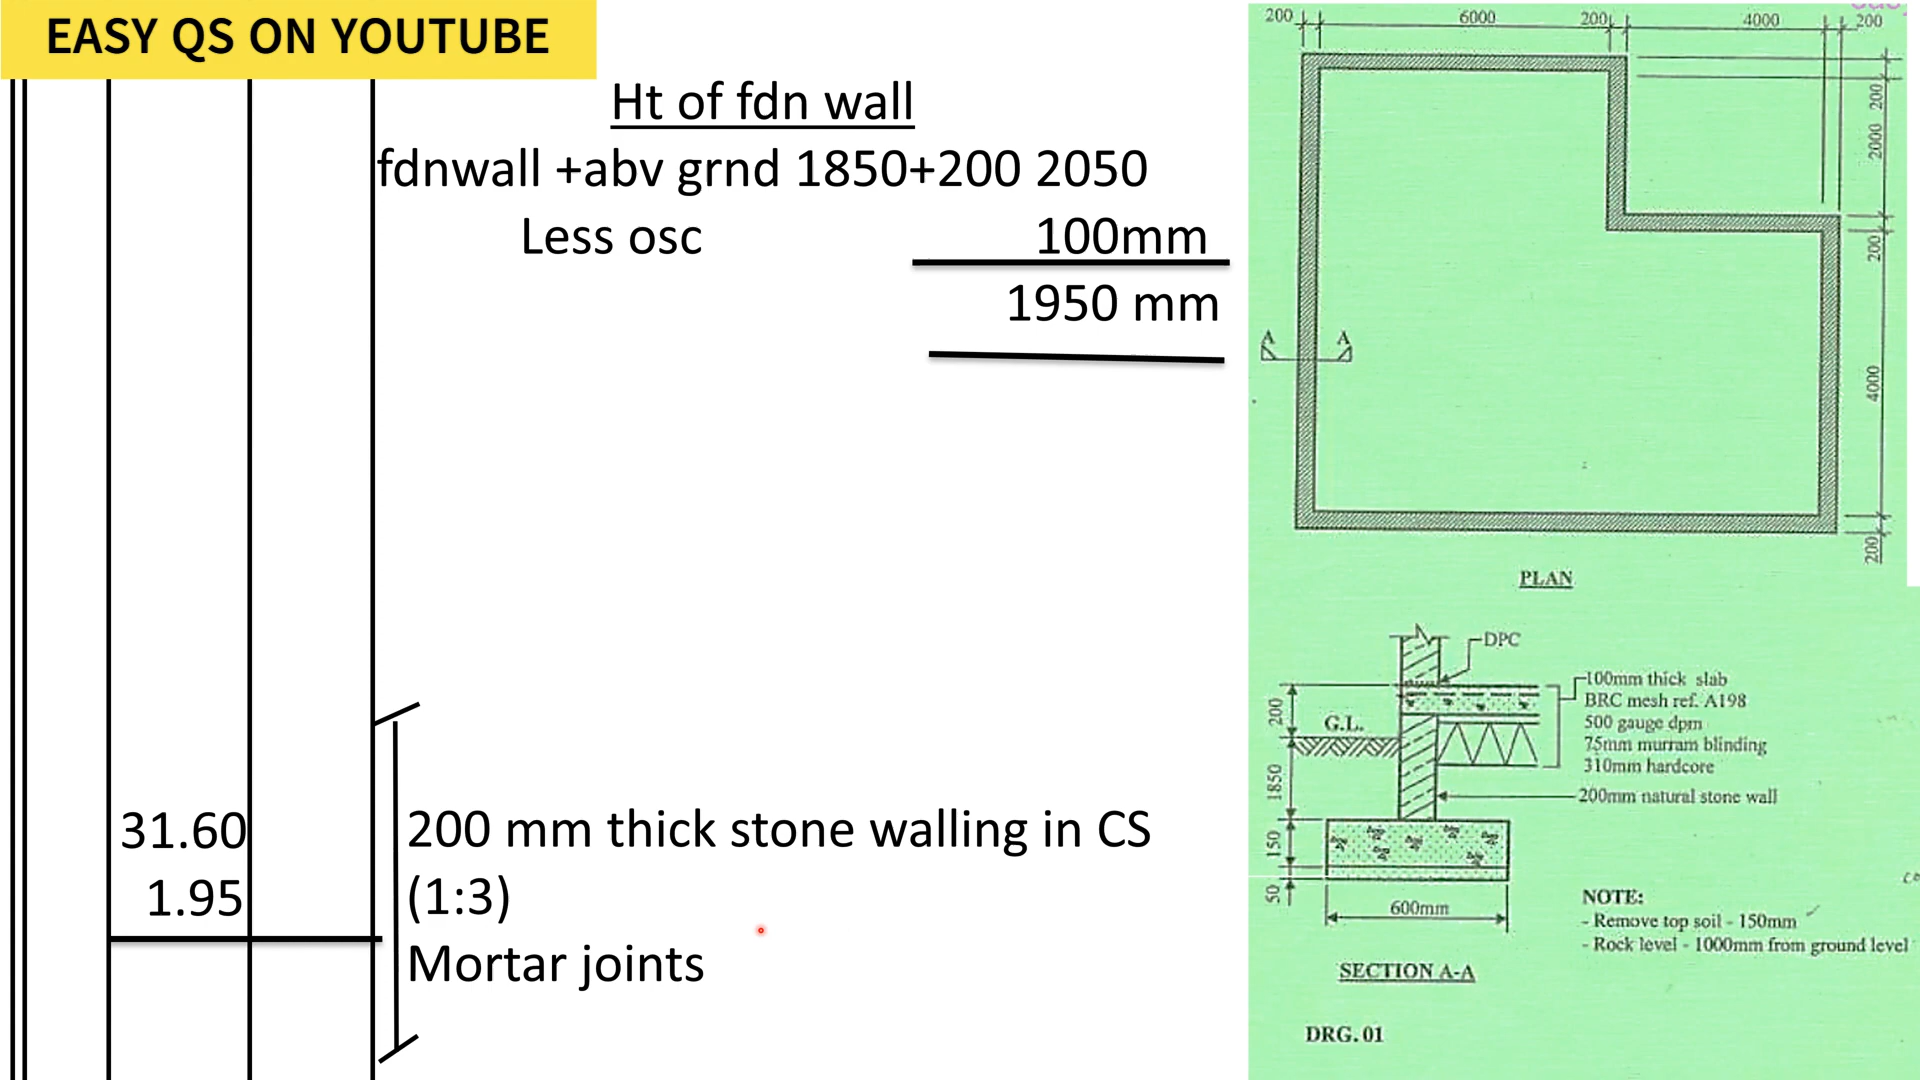 EASY QS ON YOUTUBE
Ht of fdn wall
fdnwall +abv grnd 1850+200 2050
Less osc 100mm
1950 mm
31.60
1.95
200 mm thick stone walling in CS
(1:3)
Mortar joints
200 6000 200 4000 200
200
2000
200
4000
200
A A
PLAN
DPC
100mm thick slab
BRC mesh ref. A198
500 gauge dpm
75mm murram blinding
310mm hardcore
200mm natural stone wall
G.L.
200
1850
150
50
600mm
SECTION A-A
NOTE:
- Remove top soil - 150mm
- Rock level - 1000mm from ground level
DRG. 01